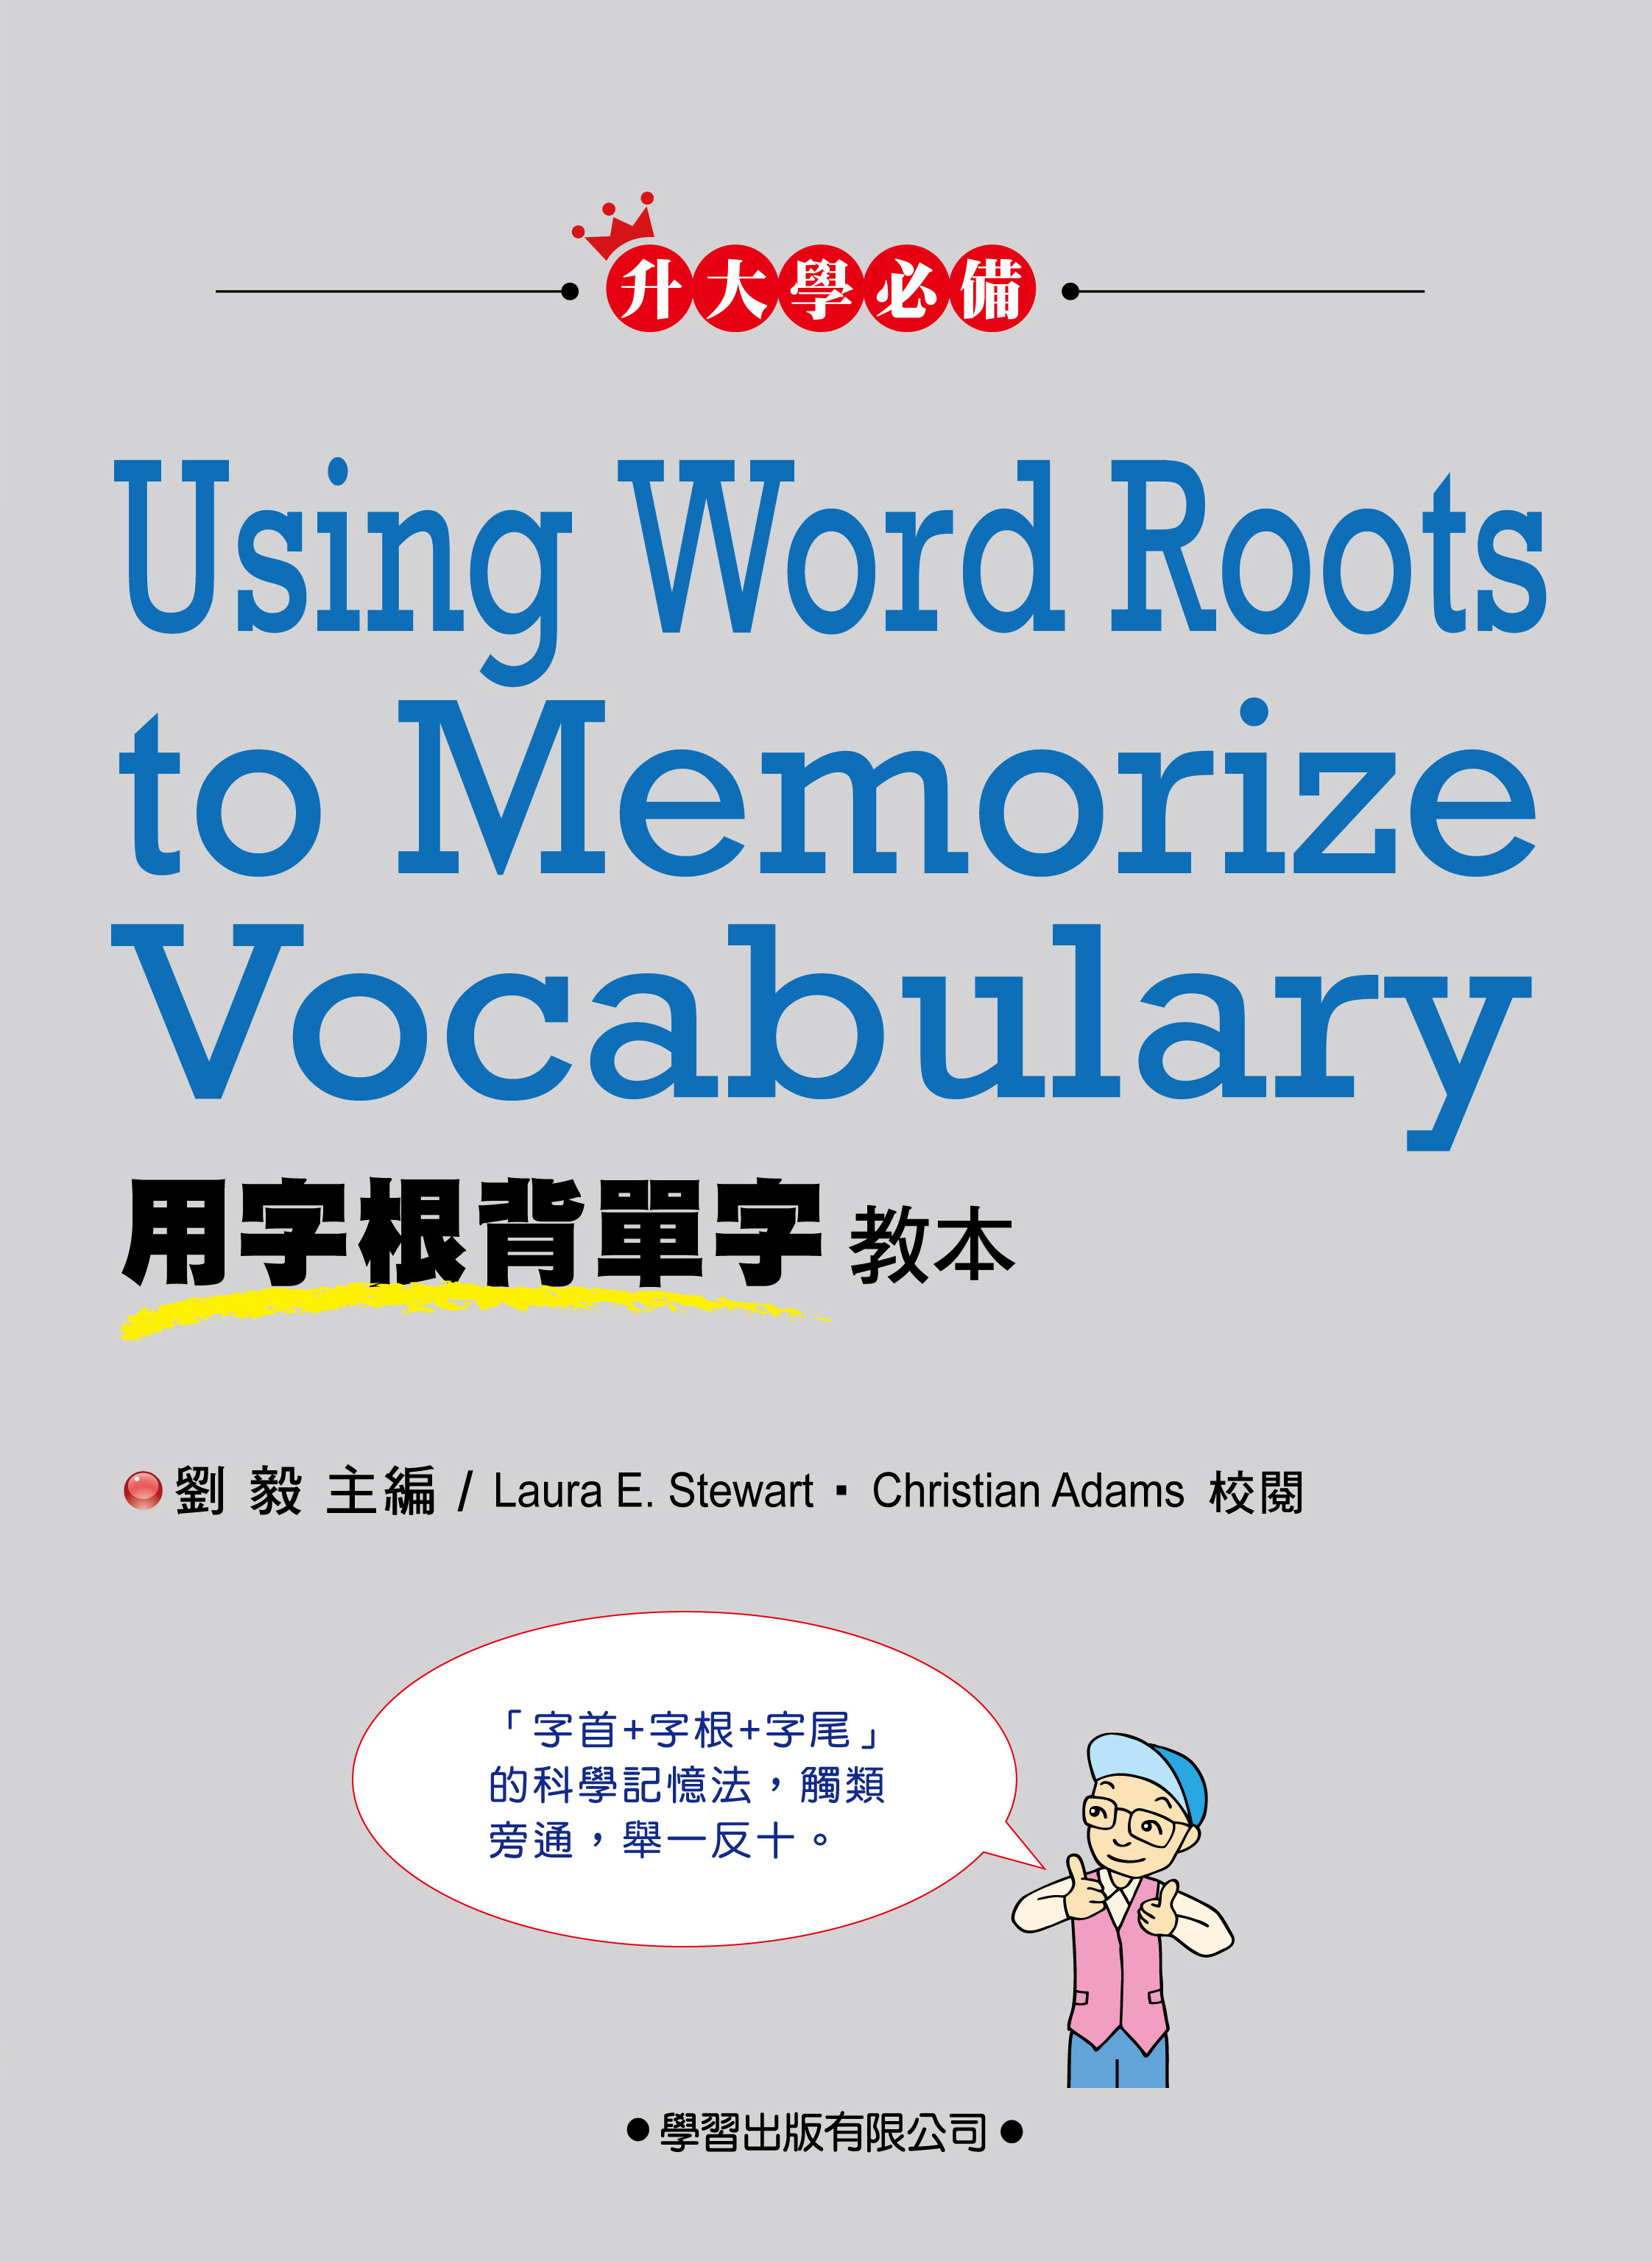 升大學必備
Using Word Roots
to Memorize
Vocabulary
用字根背單字 教本
劉 毅 主編 / Laura E. Stewart ▪ Christian Adams 校閱
「字首+字根+字尾」
的科學記憶法，觸類
旁通，舉一反十。
● 學習出版有限公司 ●